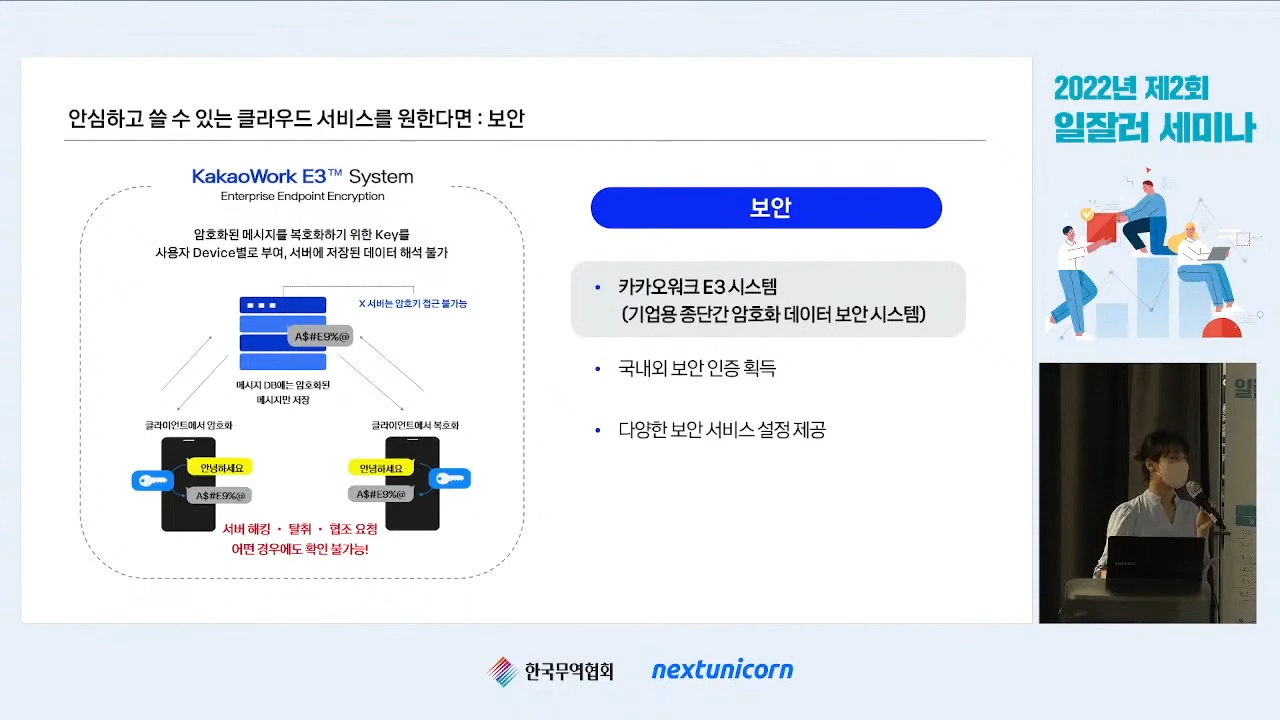 안심하고 쓸 수 있는 클라우드 서비스를 원한다면 : 보안
KakaoWork E3™ System
Enterprise Endpoint Encryption
암호화된 메시지를 복호화하기 위한 Key를
사용자 Device별로 부여, 서버에 저장된 데이터 해석 불가
X 서버는 암호키 접근 불가능
A$#E9%@
메시지 DB에는 암호화된
메시지만 저장
클라이언트에서 암호화
클라이언트에서 복호화
안녕하세요
A$#E9%@
안녕하세요
A$#E9%@
서버 해킹 · 탈취 · 협조 요청
어떤 경우에도 확인 불가능!
보안
• 카카오워크 E3 시스템
(기업용 종단간 암호화 데이터 보안 시스템)
• 국내외 보안 인증 획득
• 다양한 보안 서비스 설정 제공
2022년 제2회
일잘러 세미나
한국무역협회
nextunicorn